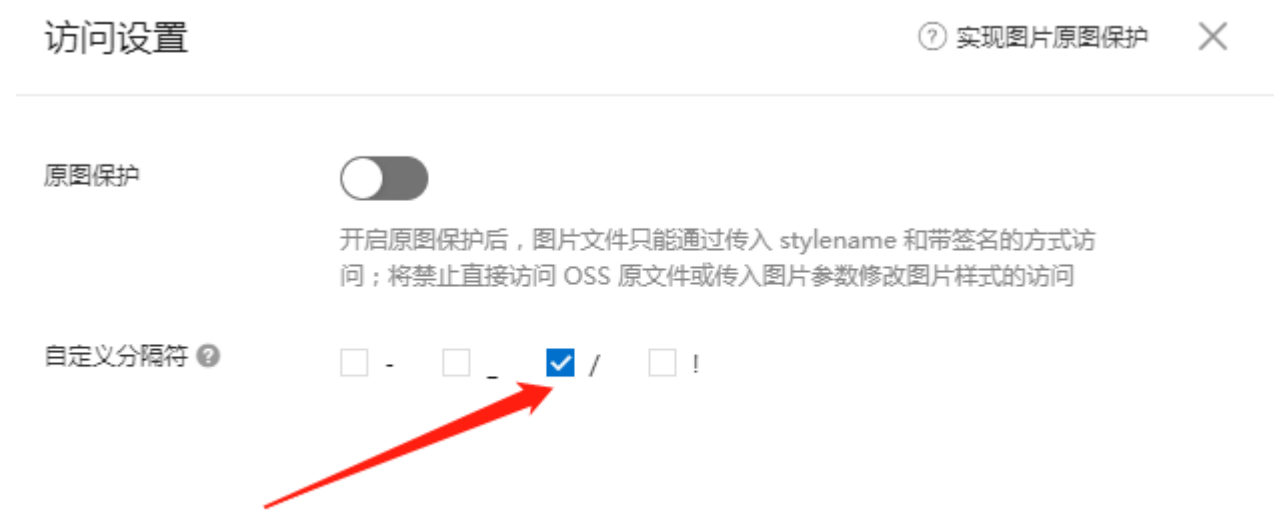 访问设置
? 实现图片原图保护
原图保护
开启原图保护后，图片文件只能通过传入 stylename 和带签名的方式访
问；将禁止直接访问 OSS 原文件或传入图片参数修改图片样式的访问
自定义分隔符 ? - _ / !